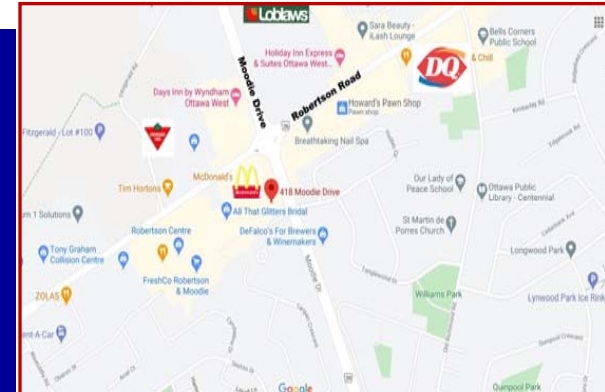 Loblaws
Sara Beauty -
iLash Lounge
Bells Corners
Public School
Holiday Inn Express
& Suites Ottawa West...
DQ
& Chill
Moodie Drive
Robertson Road
Days Inn by Wyndham
Ottawa West
Howard's Pawn Shop
Pawn shop
Fitzgerald - Lot #100
Breathtaking Nail Spa
McDonald's
Tim Hortons
418 Moodie Drive
Our Lady of
Peace School
Ottawa Public
Library - Centennial
All That Glitters Bridal
um 1 Solutions
Robertson Centre
DeFalco's For Brewers
& Winemakers
St Martin de
Porres Church
Tony Graham
Collision Centre
Longwood Park
FreshCo Robertson
& Moodie
Moodie Dr
ZOLAS
Williams Park
Lynwood Park Ice Rink
ent-A-Car
Google
Quinpool Park